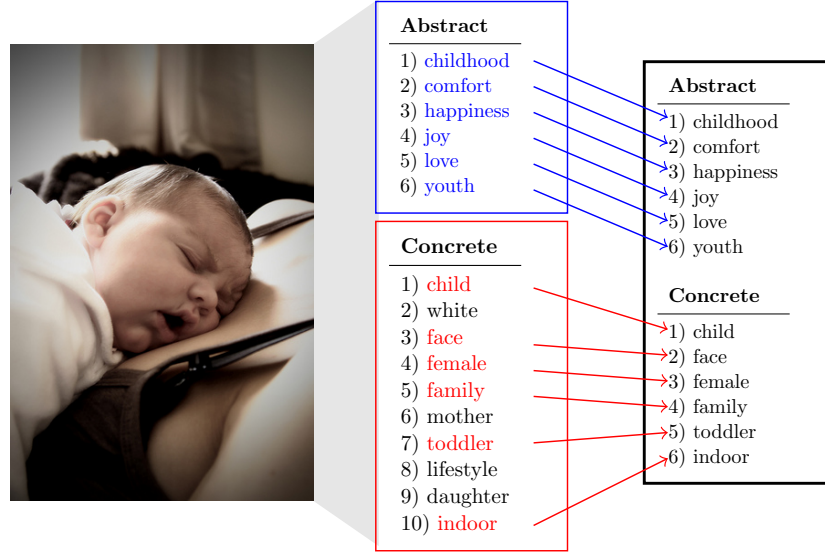 Abstract
1) childhood
2) comfort
3) happiness
4) joy
5) love
6) youth
Concrete
1) child
2) white
3) face
4) female
5) family
6) mother
7) toddler
8) lifestyle
9) daughter
10) indoor
Abstract
1) childhood
2) comfort
3) happiness
4) joy
5) love
6) youth
Concrete
1) child
2) face
3) female
4) family
5) toddler
6) indoor